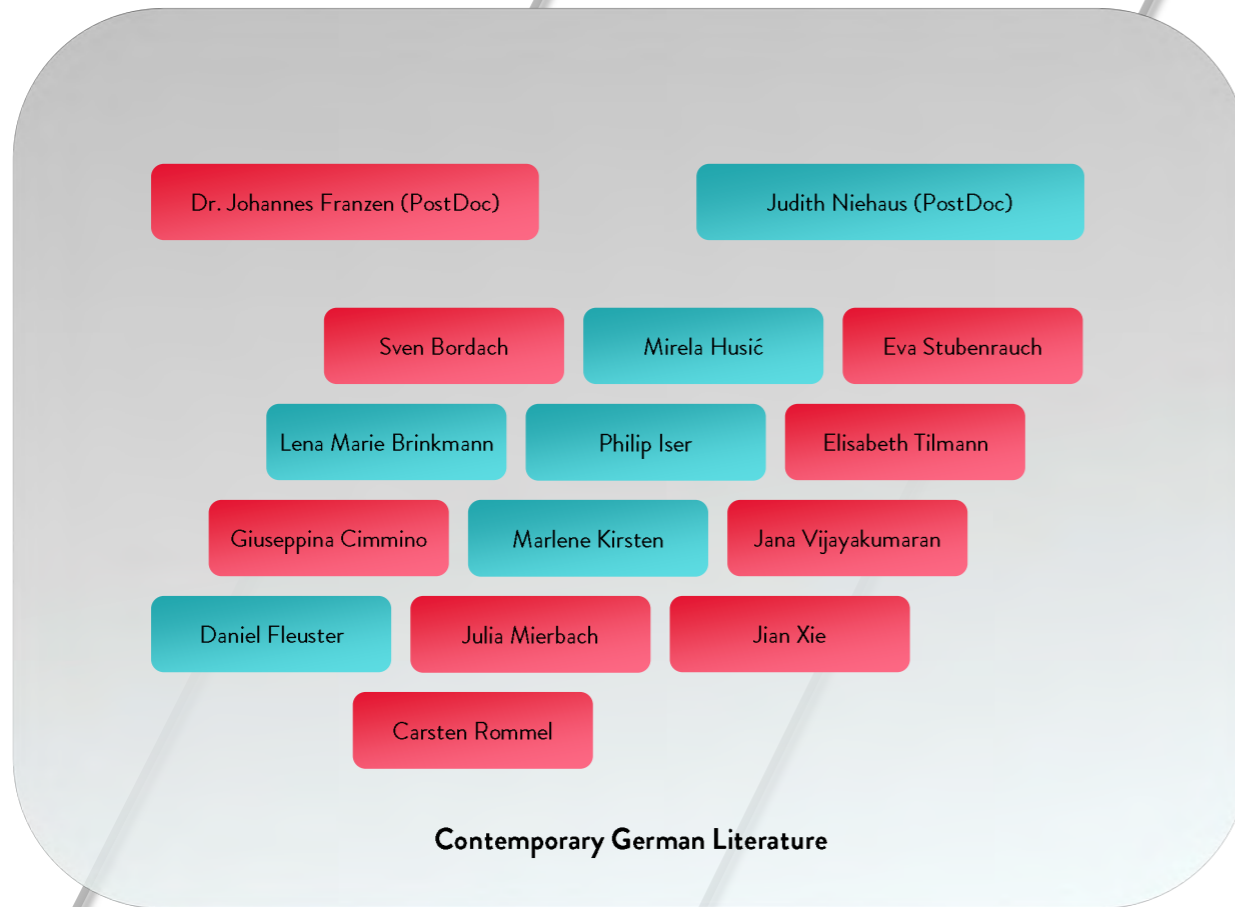 Dr. Johannes Franzen (PostDoc)
Judith Niehaus (PostDoc)
Sven Bordach
Mirela Husić
Eva Stubenrauch
Lena Marie Brinkmann
Philip Iser
Elisabeth Tilmann
Giuseppina Cimmino
Marlene Kirsten
Jana Vijayakumaran
Daniel Fleuster
Julia Mierbach
Jian Xie
Carsten Rommel
Contemporary German Literature